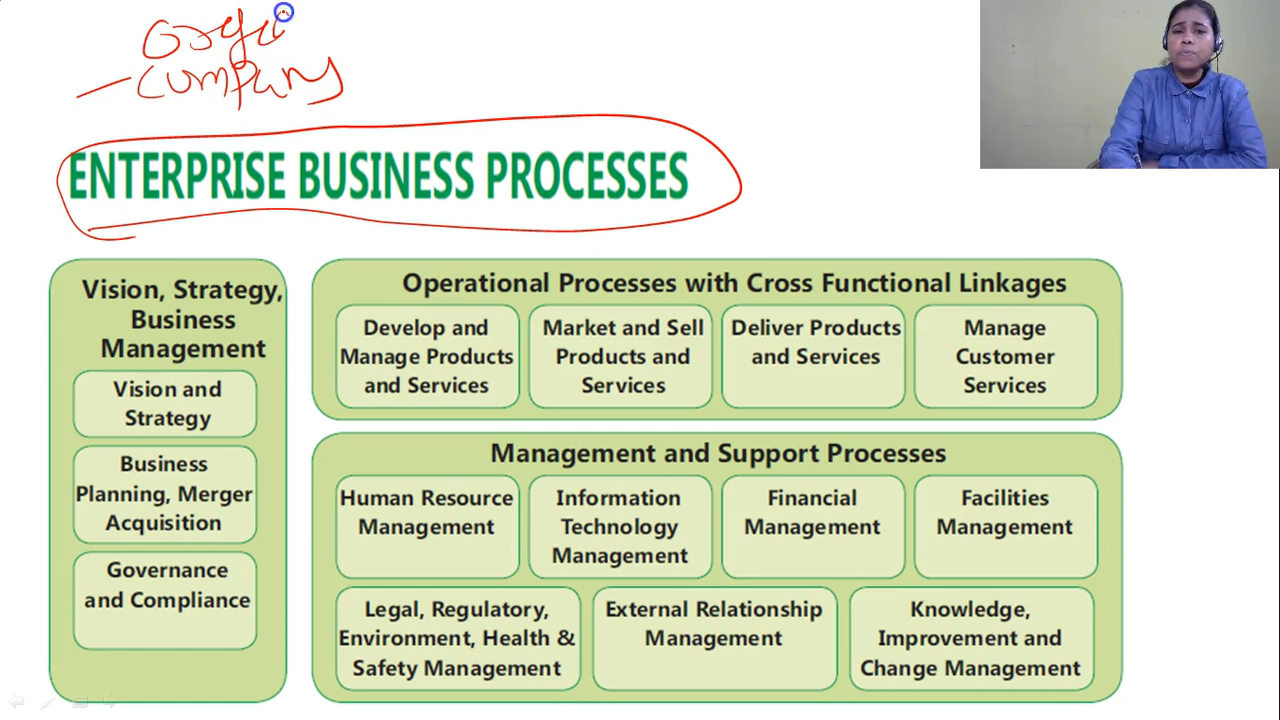 company
ENTERPRISE BUSINESS PROCESSES
Vision, Strategy,
Business
Management
Vision and
Strategy
Business
Planning, Merger
Acquisition
Governance
and Compliance
Operational Processes with Cross Functional Linkages
Develop and
Manage Products
and Services
Market and Sell
Products and
Services
Deliver Products
and Services
Manage
Customer
Services
Management and Support Processes
Human Resource
Management
Information
Technology
Management
Financial
Management
Facilities
Management
Legal, Regulatory,
Environment, Health &
Safety Management
External Relationship
Management
Knowledge,
Improvement and
Change Management